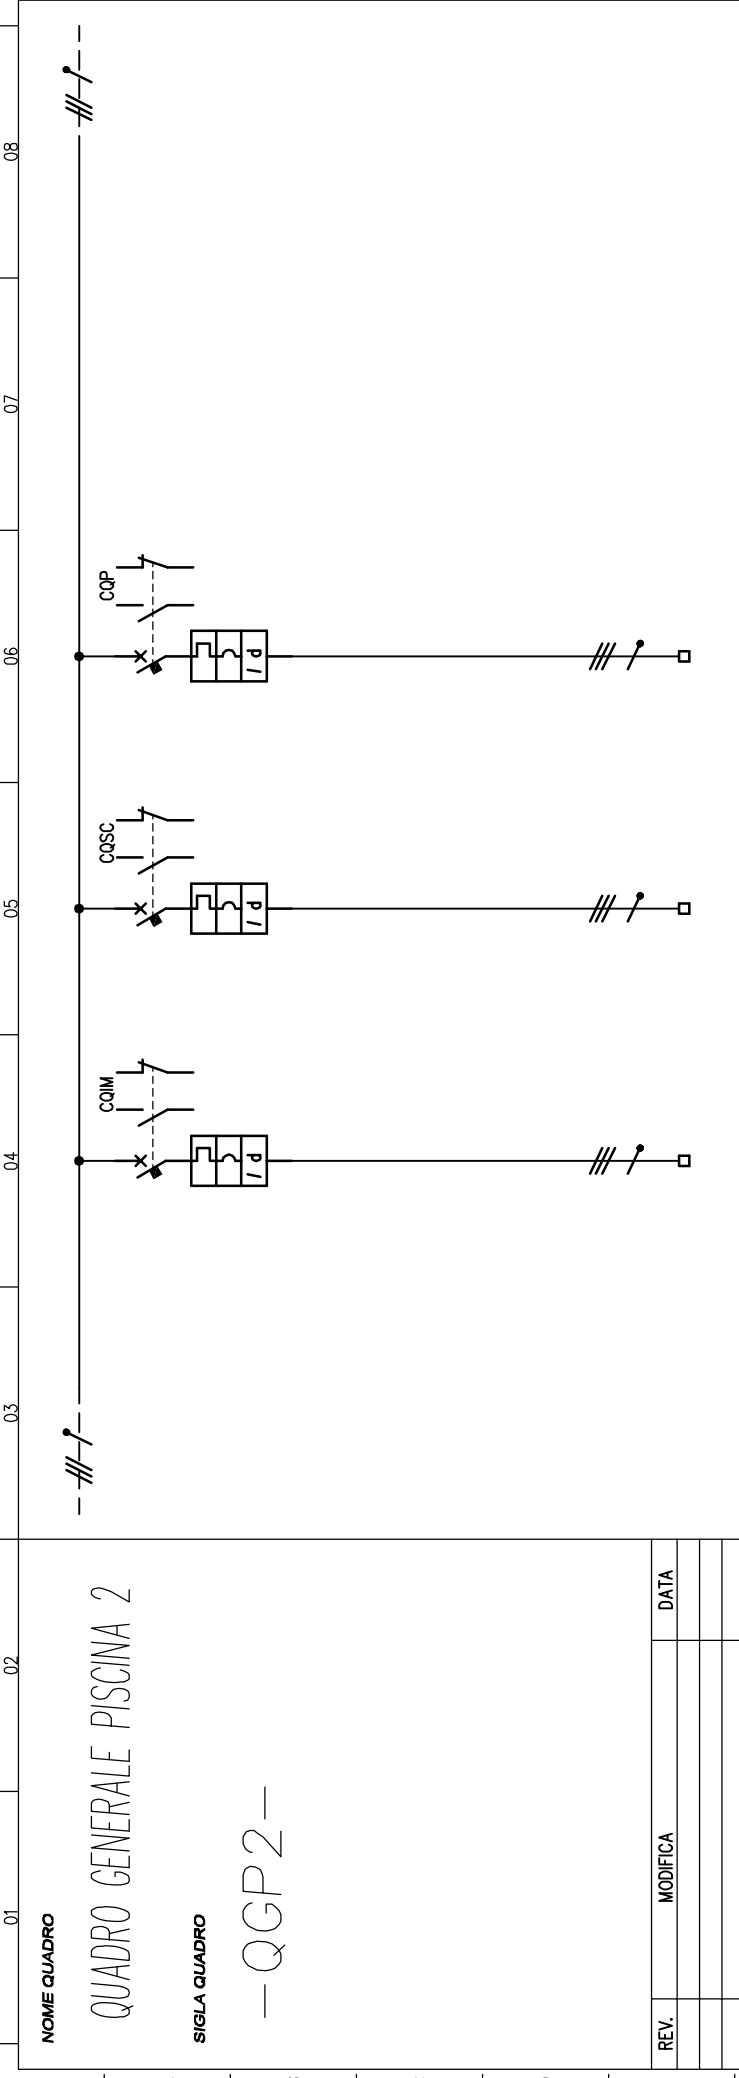 01 02 03 04 05 06 07 08
NOME QUADRO
QUADRO GENERALE PISCINA 2
SIGLA QUADRO
-QGP2-
CQIM
CQSC
CQP
I d
I d
I d
REV. MODIFICA DATA